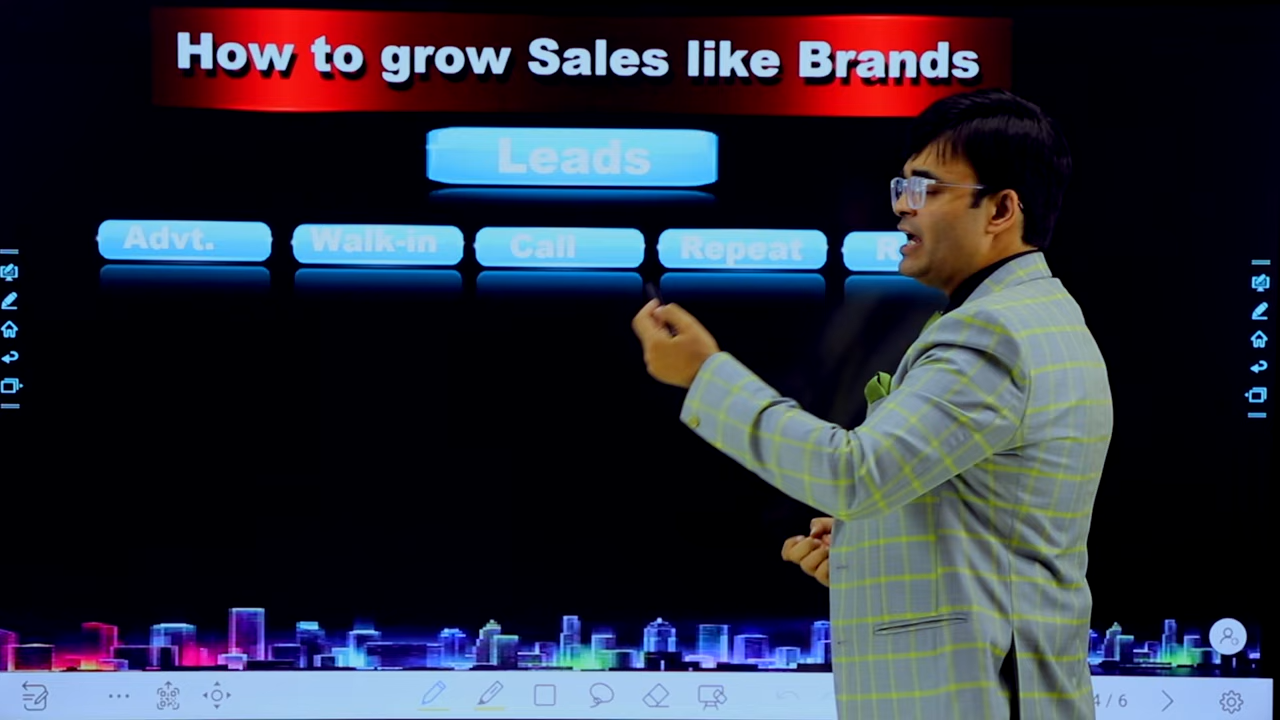 How to grow Sales like Brands
Leads
Advt. Walk-in Call Repeat
4 / 6